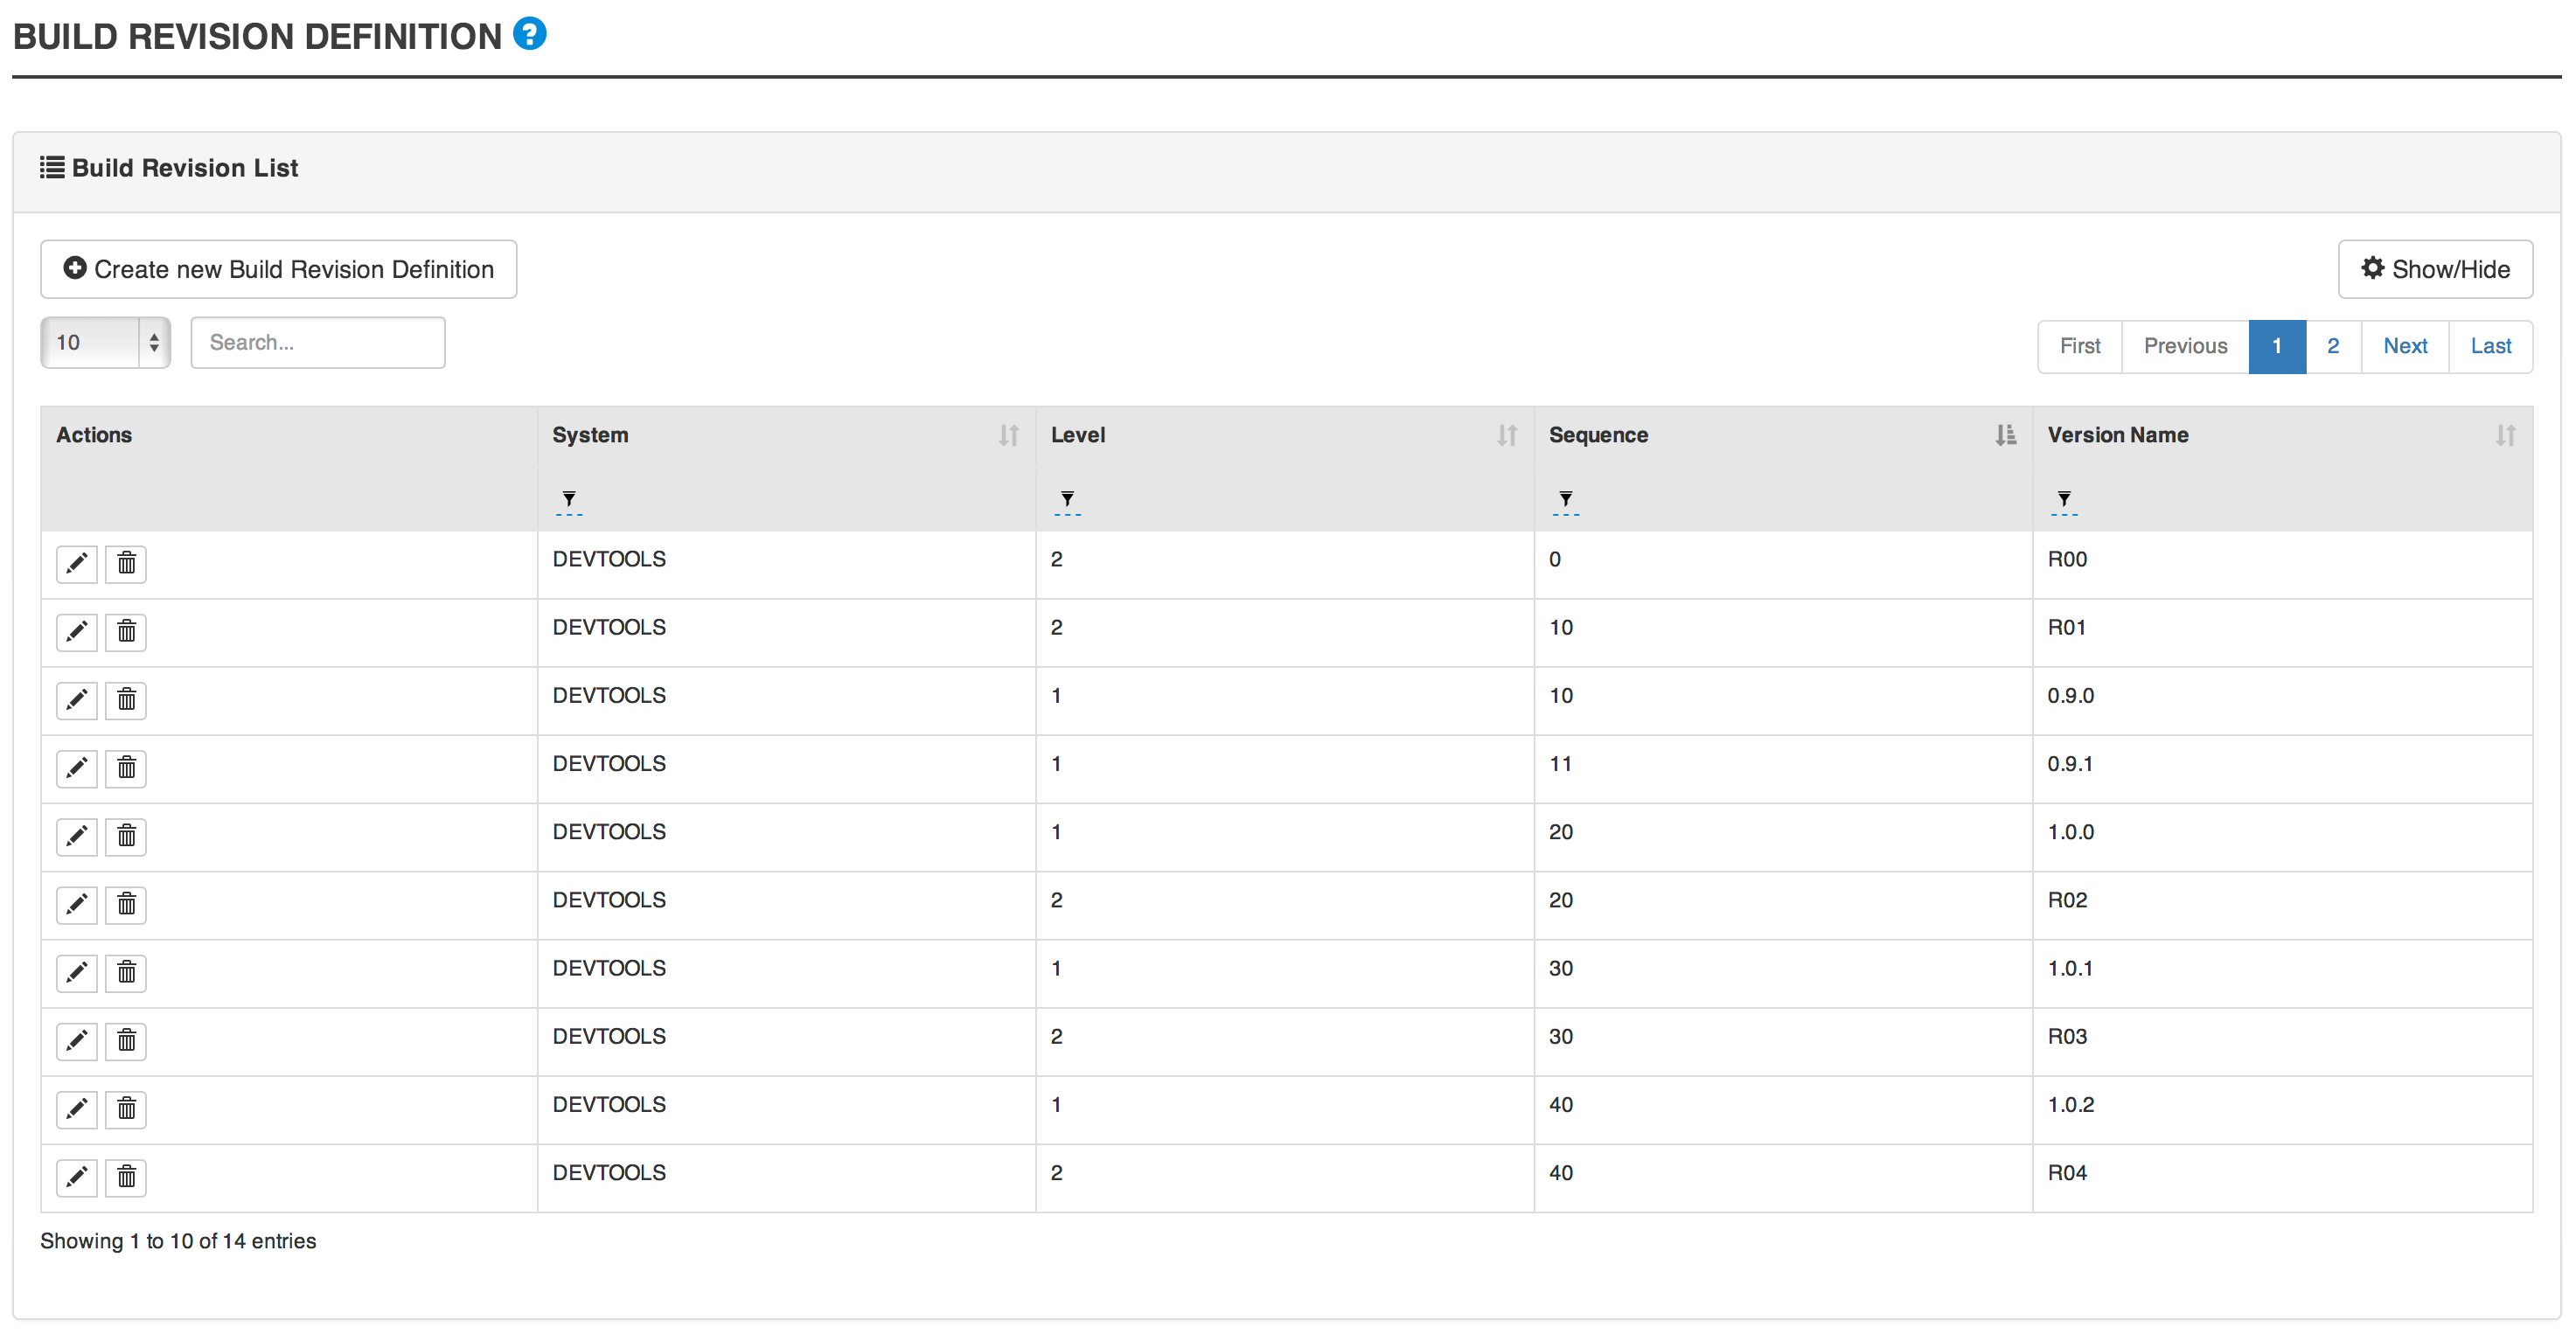 BUILD REVISION DEFINITION ?
Build Revision List
Create new Build Revision Definition Show/Hide
10 Search... First Previous 1 2 Next Last
Actions System Level Sequence Version Name
DEVTOOLS 2 0 R00
DEVTOOLS 2 10 R01
DEVTOOLS 1 10 0.9.0
DEVTOOLS 1 11 0.9.1
DEVTOOLS 1 20 1.0.0
DEVTOOLS 2 20 R02
DEVTOOLS 1 30 1.0.1
DEVTOOLS 2 30 R03
DEVTOOLS 1 40 1.0.2
DEVTOOLS 2 40 R04
Showing 1 to 10 of 14 entries